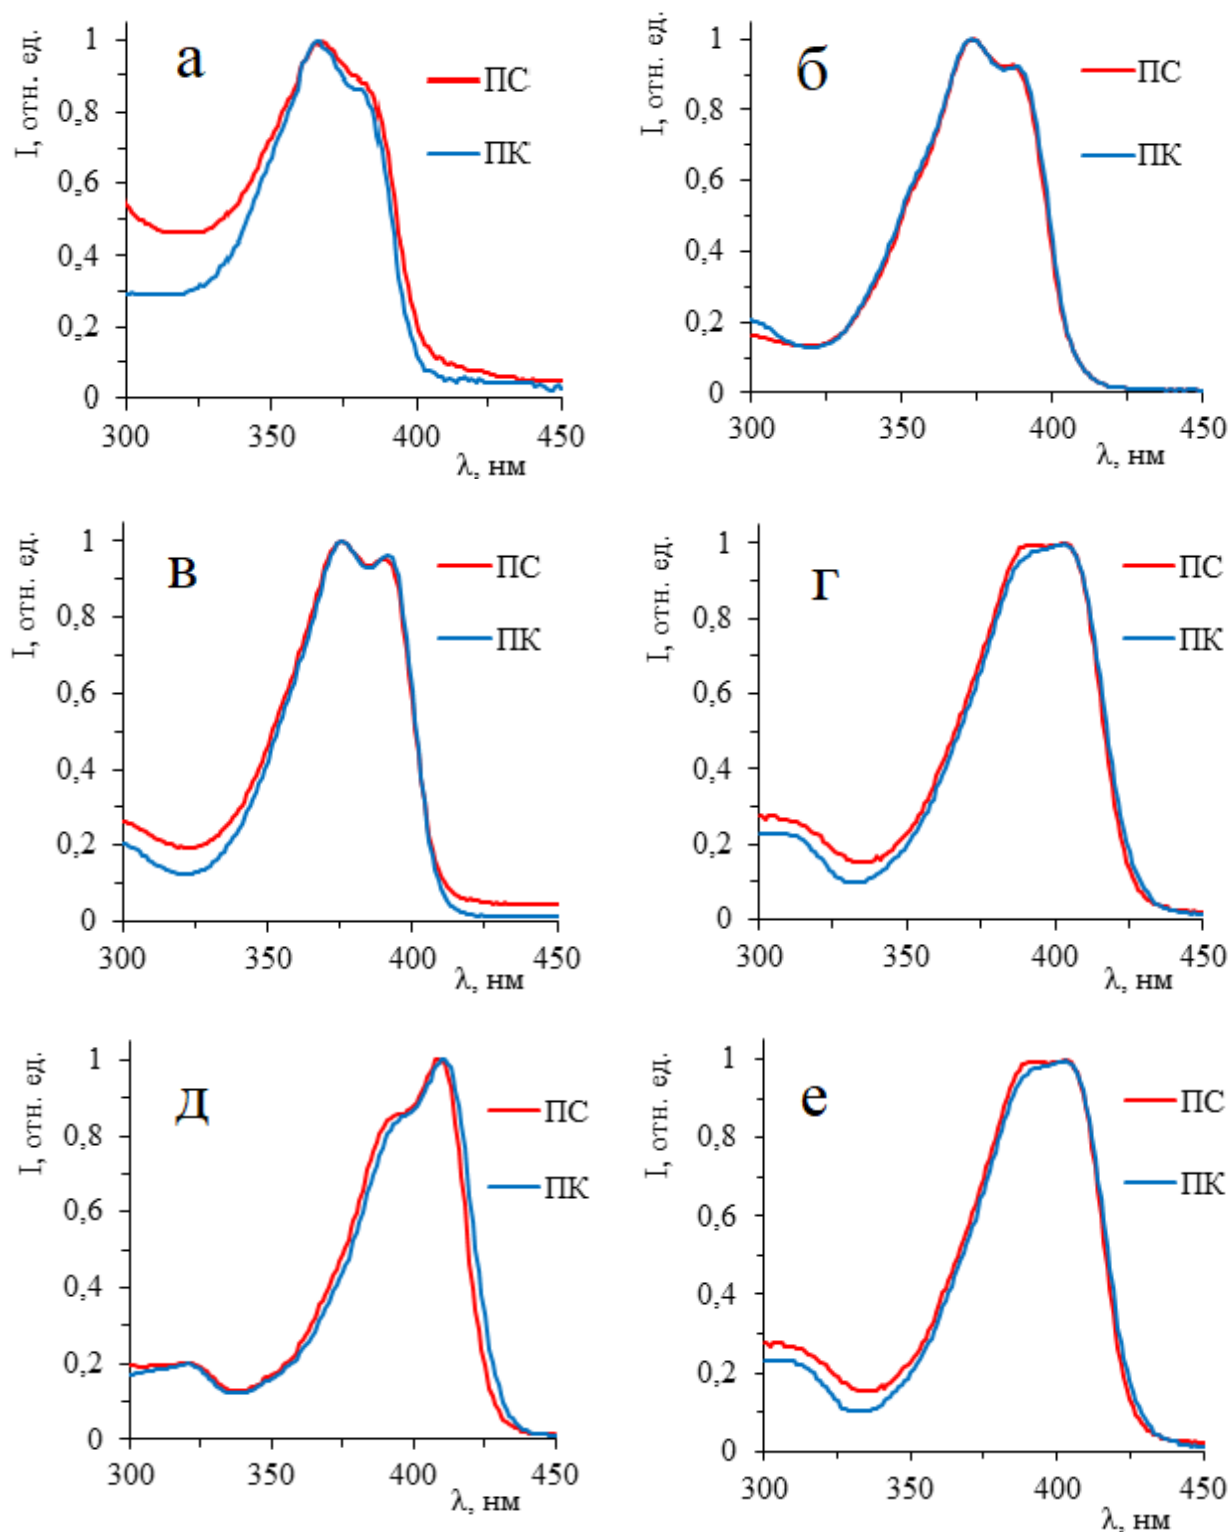 I, отн. ед.
а
ПС
ПК
1
0,8
0,6
0,4
0,2
0
300 350 400 450
λ, нм
I, отн. ед.
б
ПС
ПК
1
0,8
0,6
0,4
0,2
0
300 350 400 450
λ, нм
I, отн. ед.
в
ПС
ПК
1
0,8
0,6
0,4
0,2
0
300 350 400 450
λ, нм
I, отн. ед.
г
ПС
ПК
1
0,8
0,6
0,4
0,2
0
300 350 400 450
λ, нм
I, отн. ед.
д
ПС
ПК
1
0,8
0,6
0,4
0,2
0
300 350 400 450
λ, нм
I, отн. ед.
е
ПС
ПК
1
0,8
0,6
0,4
0,2
0
300 350 400 450
λ, нм